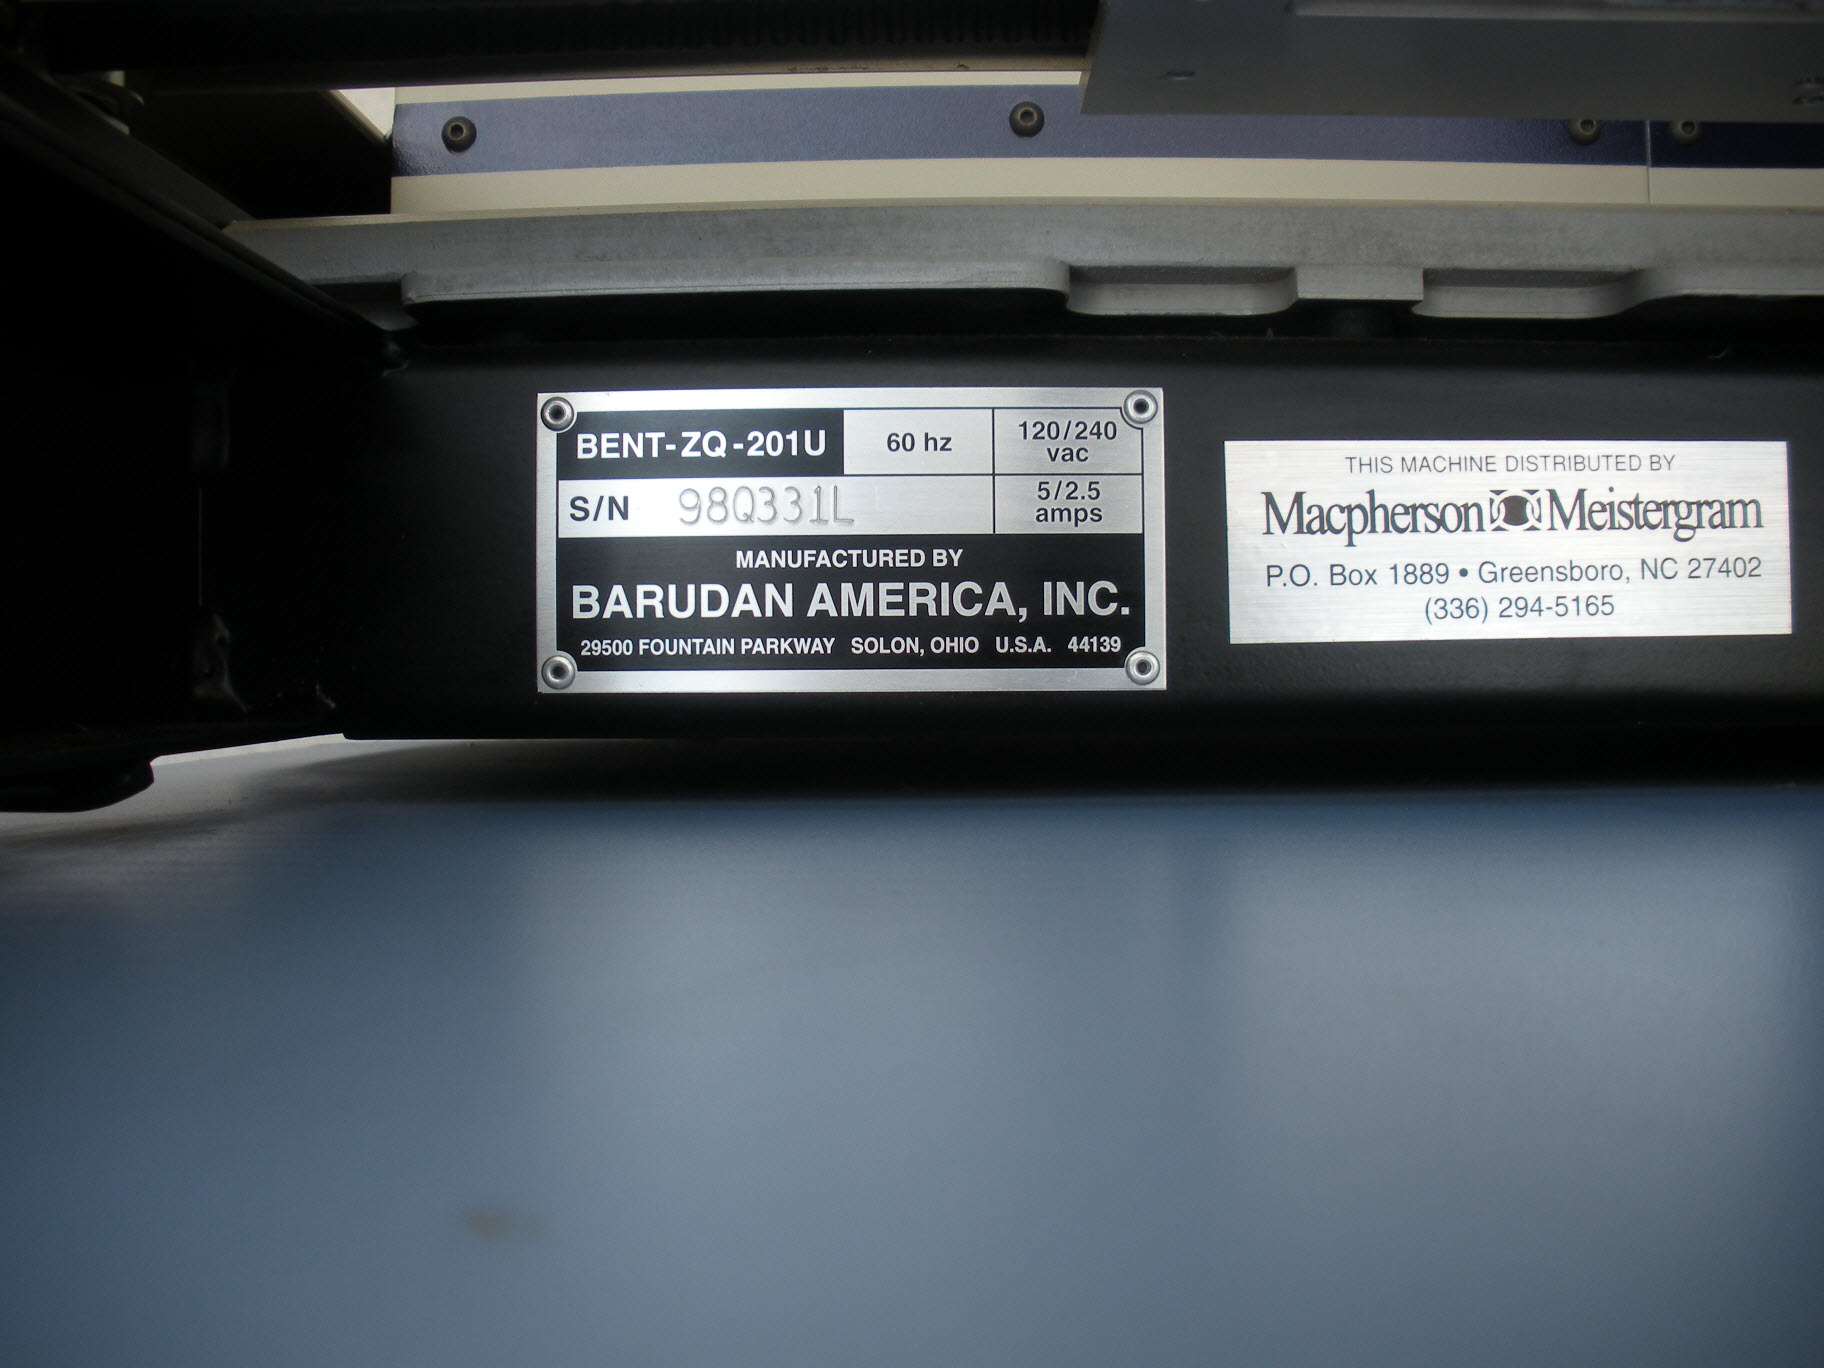 BENT-ZQ-201U
60 hz
120/240
vac
S/N 98Q331L
5/2.5
amps
MANUFACTURED BY
BARUDAN AMERICA, INC.
29500 FOUNTAIN PARKWAY SOLON, OHIO U.S.A. 44139
THIS MACHINE DISTRIBUTED BY
Macpherson Meistergram
P.O. Box 1889 • Greensboro, NC 27402
(336) 294-5165